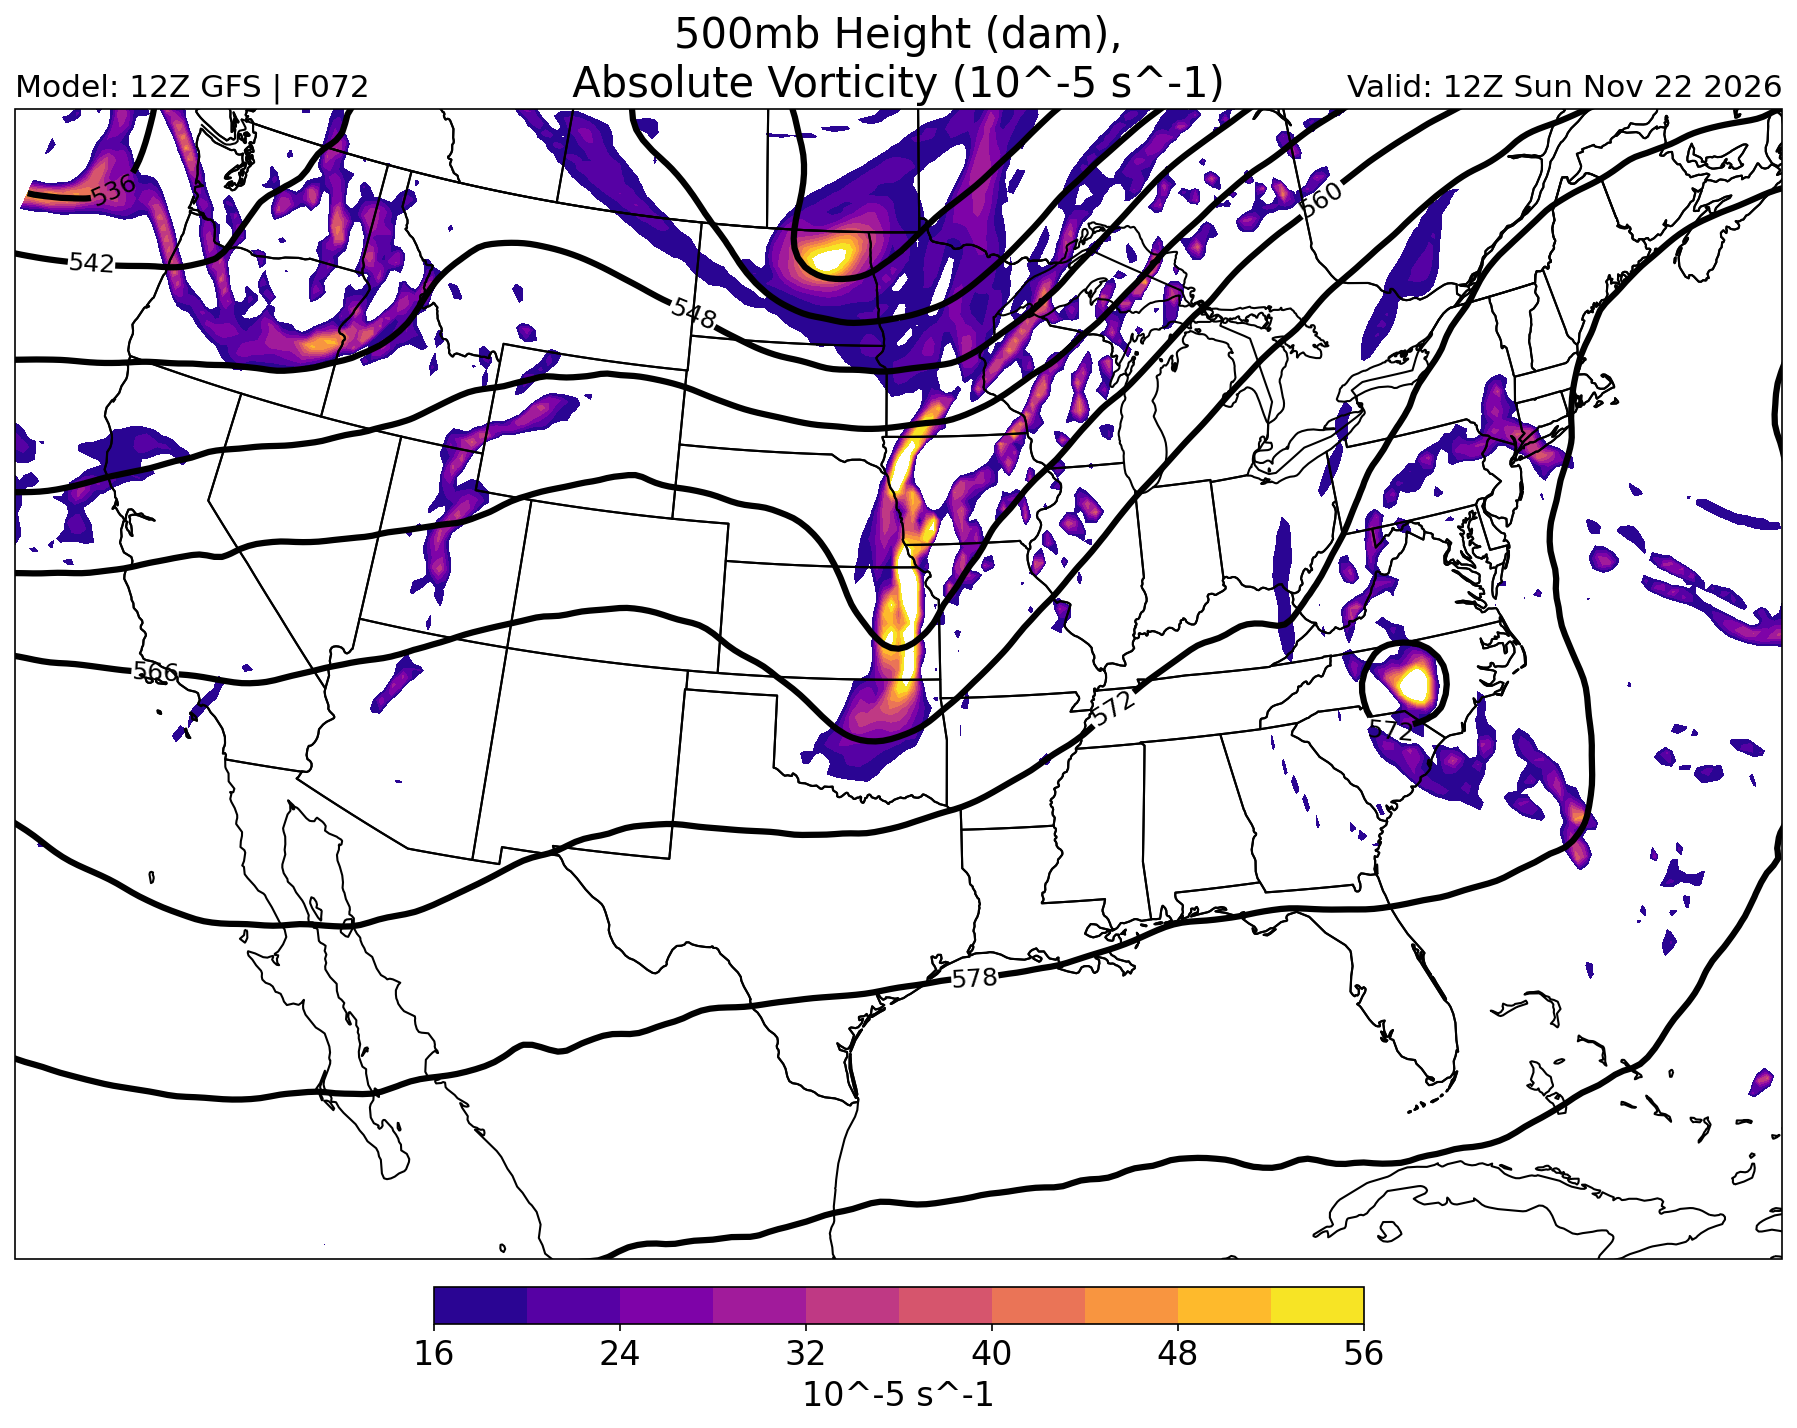 500mb Height (dam),
Model: 12Z GFS | F072
Absolute Vorticity (10^-5 s^-1)
Valid: 12Z Sun Nov 22 2026
536
560
542
548
566
572
572
578
16
24
32
40
48
56
10^-5 s^-1